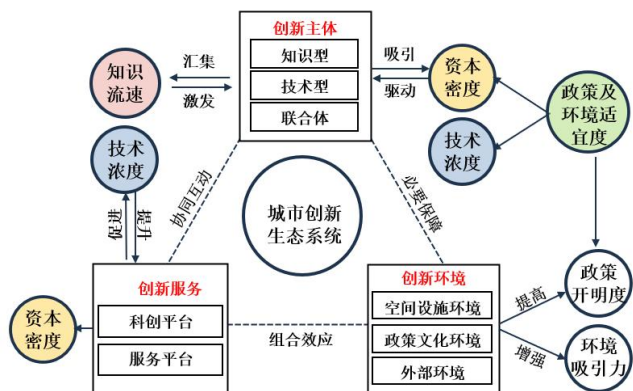 创新主体
知识型
技术型
联合体
知识
流速
汇集
激发
吸引
驱动
资本
密度
政策及
环境适
宜度
技术
浓度
技术
浓度
促进
提升
协同互动
必要保障
城市创新
生态系统
创新服务
科创平台
服务平台
资本
密度
组合效应
创新环境
空间设施环境
政策文化环境
外部环境
提高
增强
政策
开明度
环境
吸引力